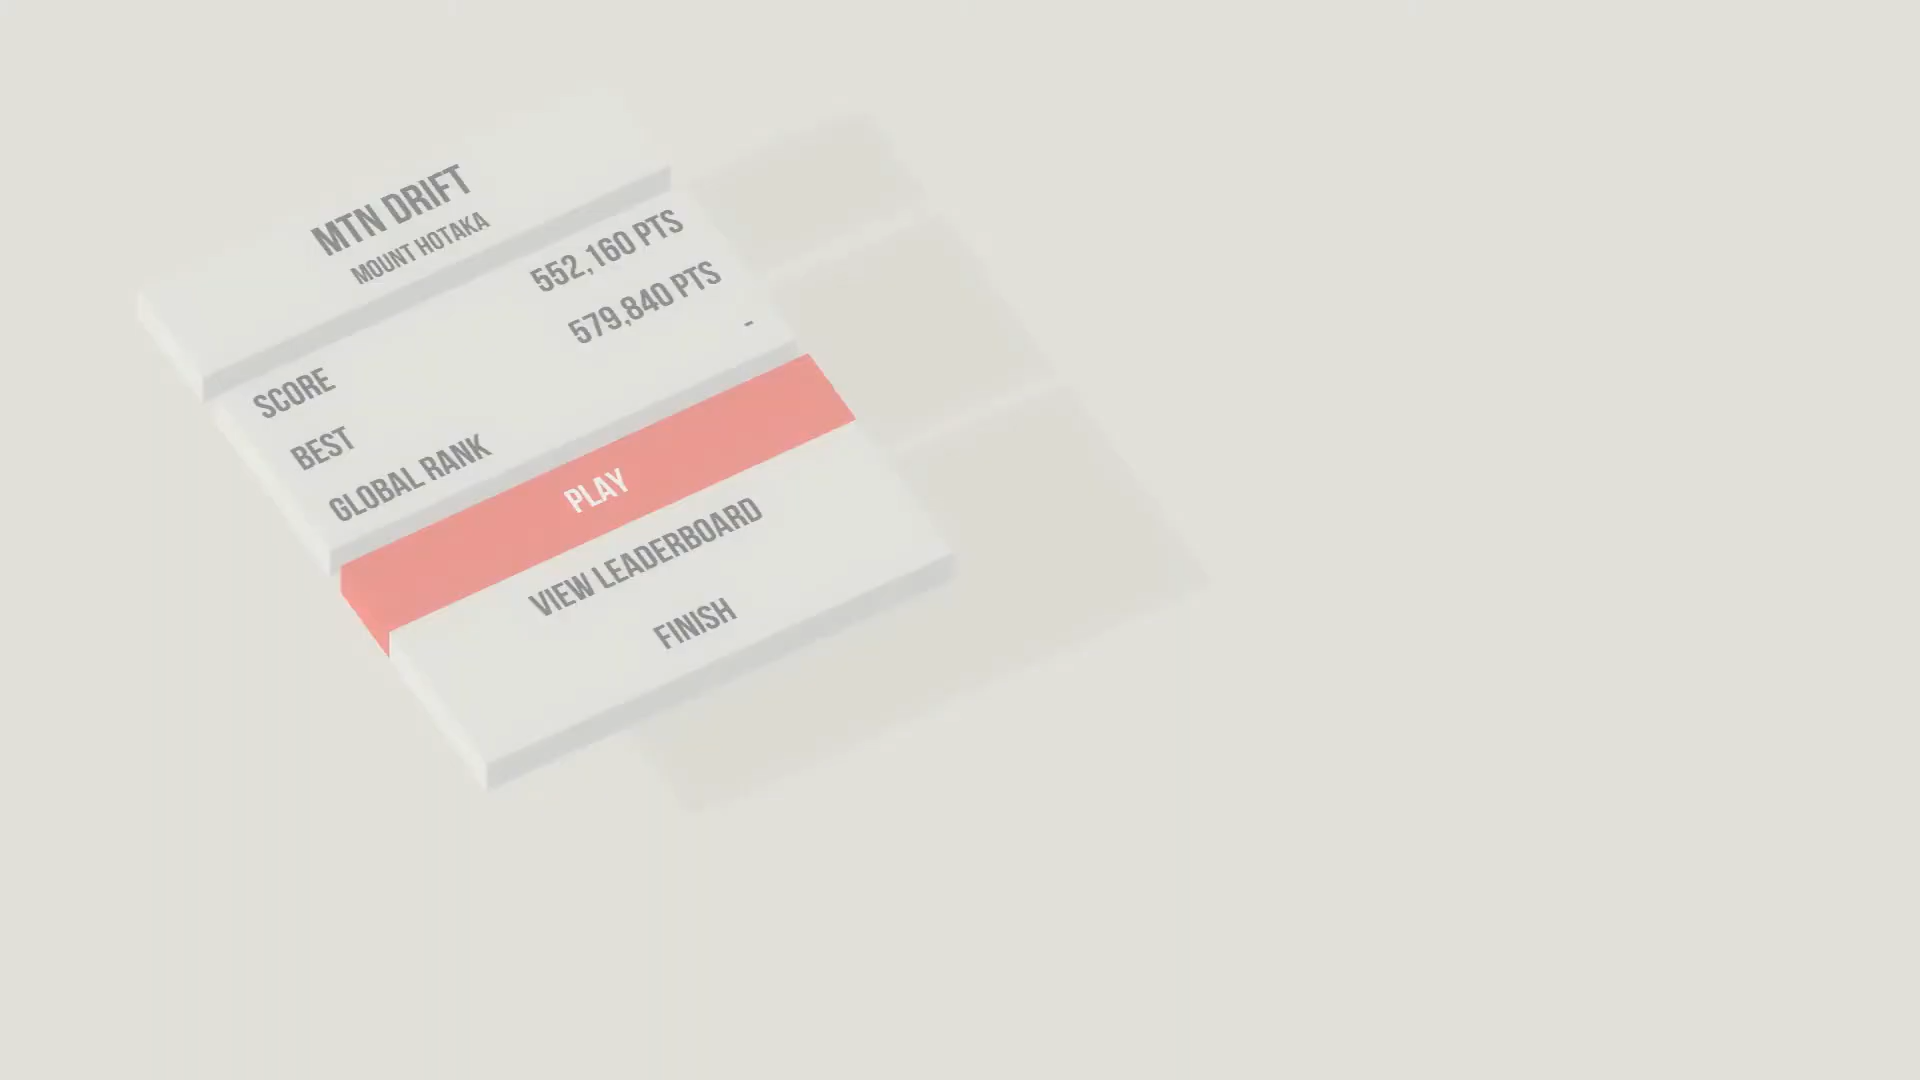 MTN DRIFT
MOUNT HOTAKA
SCORE 552,160 PTS
BEST 579,840 PTS
GLOBAL RANK -
PLAY
VIEW LEADERBOARD
FINISH